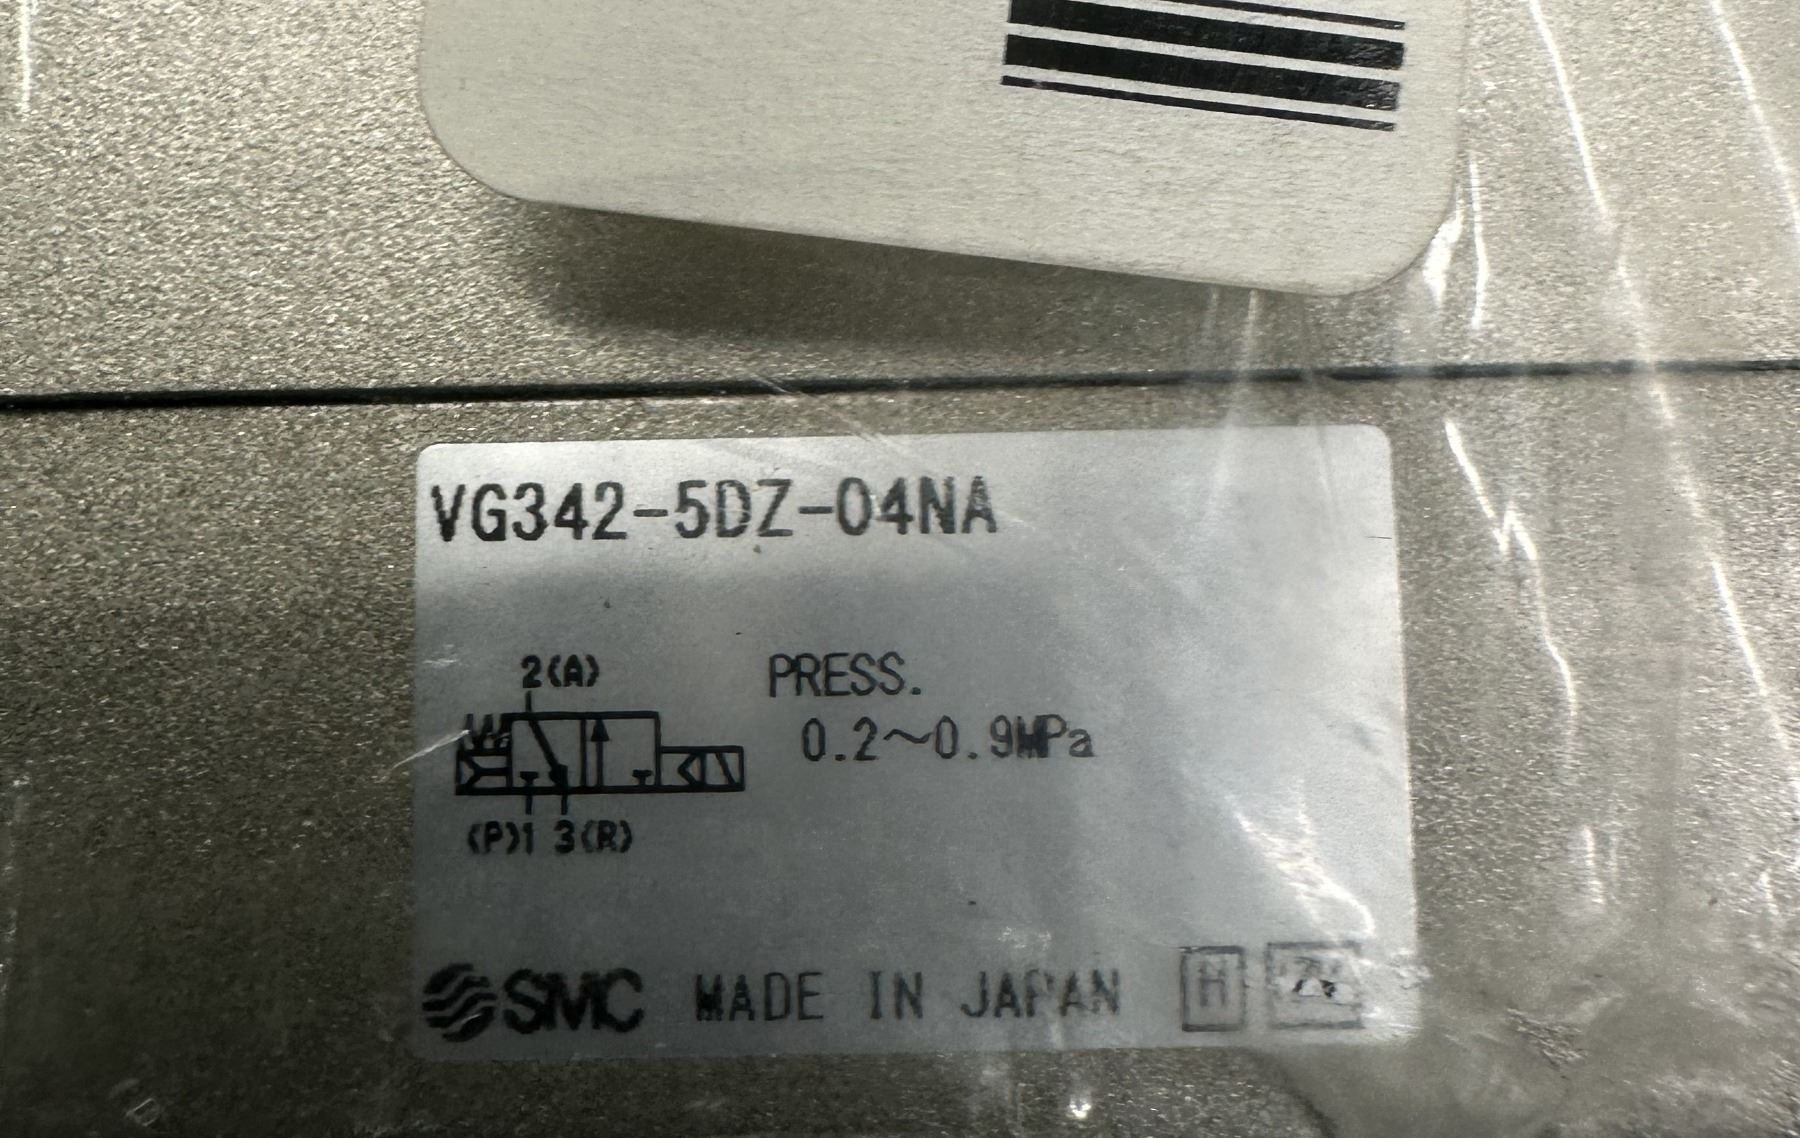 VG342-5DZ-04NA
2(A)
PRESS.
0.2~0.9MPa
(P)1 3(R)
SMC MADE IN JAPAN H